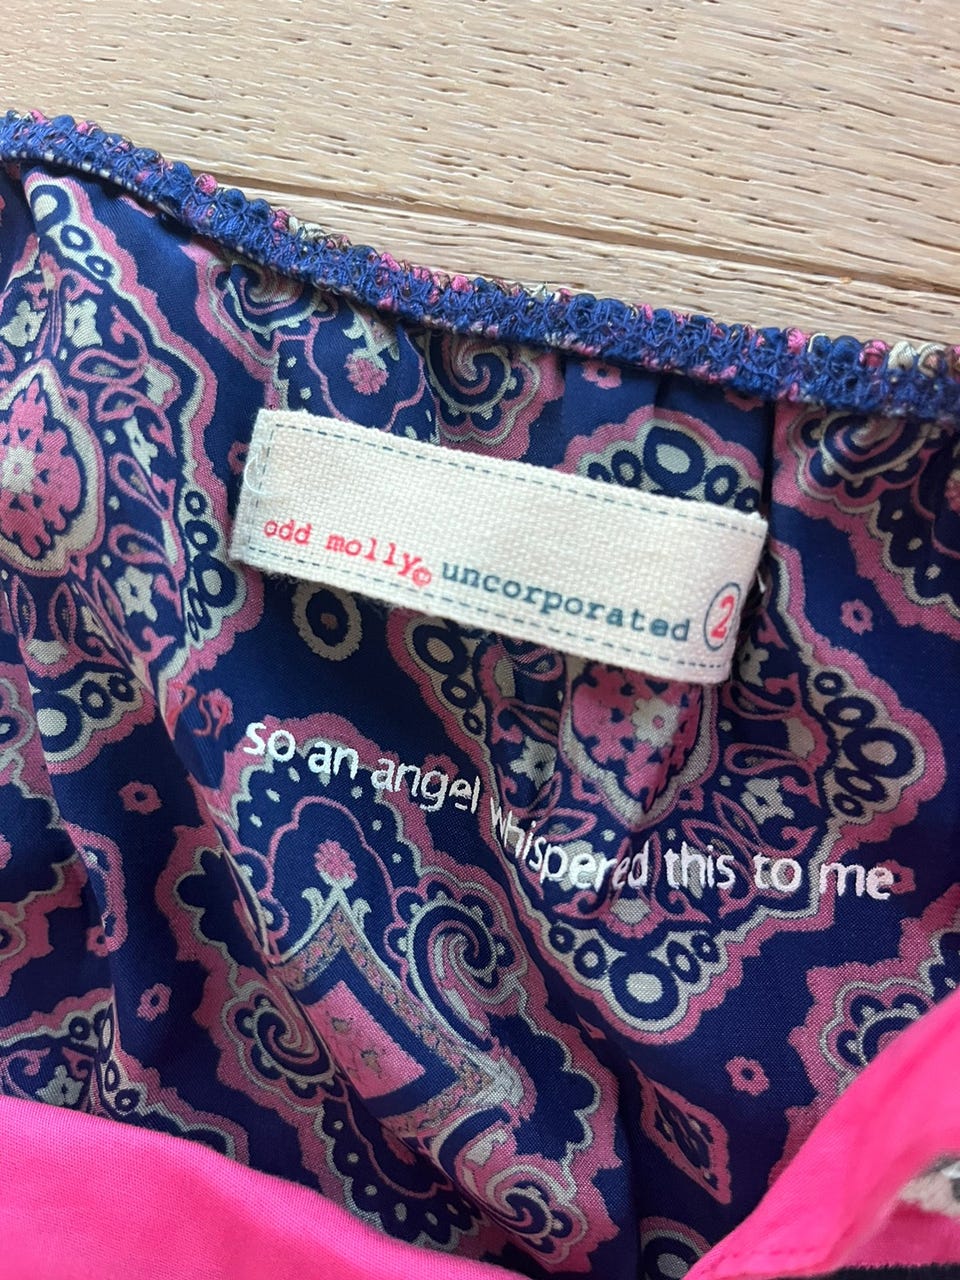 odd molly© uncorporated 2
so an angel whispered this to me